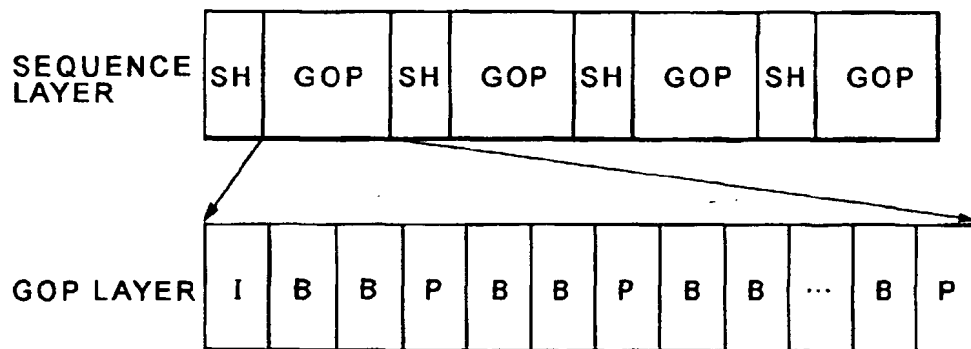 SEQUENCE
LAYER
SH GOP SH GOP SH GOP SH GOP
GOP LAYER
I B B P B B P B B ... B P